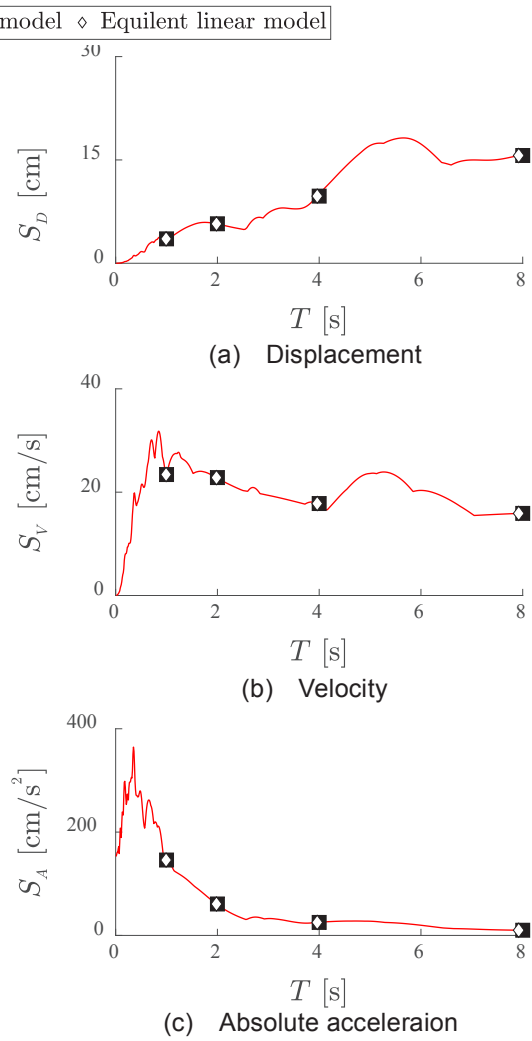 model ◇ Equilent linear model
30
15
0
S_D [cm]
0 2 4 6 8
T [s]
(a) Displacement
40
20
0
S_V [cm/s]
0 2 4 6 8
T [s]
(b) Velocity
400
200
0
S_A [cm/s²]
0 2 4 6 8
T [s]
(c) Absolute acceleraion